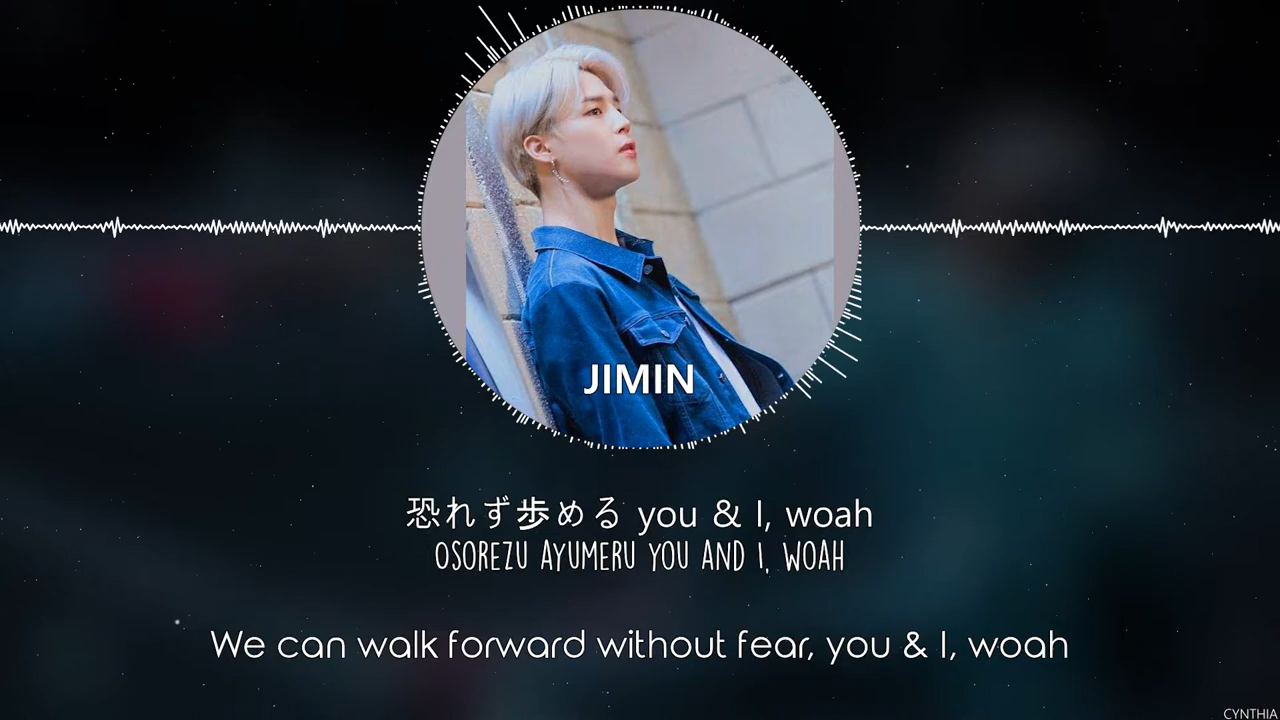 JIMIN
恐れず歩める you & I, woah
OSOREZU AYUMERU YOU AND I, WOAH
We can walk forward without fear, you & I, woah
CYNTHIA